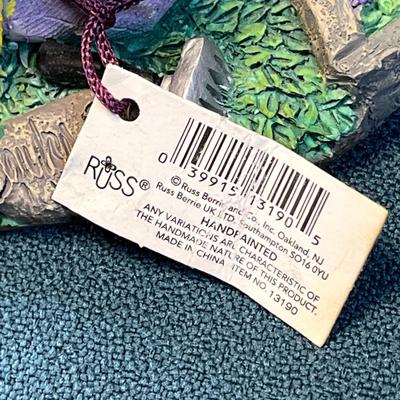 RUSS®
0 39915 13190 5
© Russ Berrie and Co., Inc. Oakland, NJ
Russ Berrie UK LTD. Southampton SO16 0YU
HANDPAINTED
ANY VARIATIONS ARE CHARACTERISTIC OF
THE HANDMADE NATURE OF THIS PRODUCT.
MADE IN CHINA ITEM NO. 13190